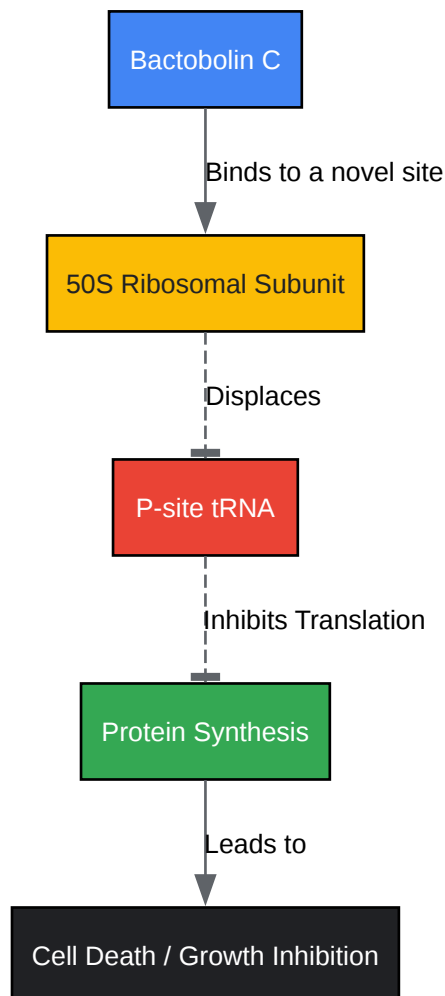 Bactobolin C
Binds to a novel site
50S Ribosomal Subunit
Displaces
P-site tRNA
Inhibits Translation
Protein Synthesis
Leads to
Cell Death / Growth Inhibition